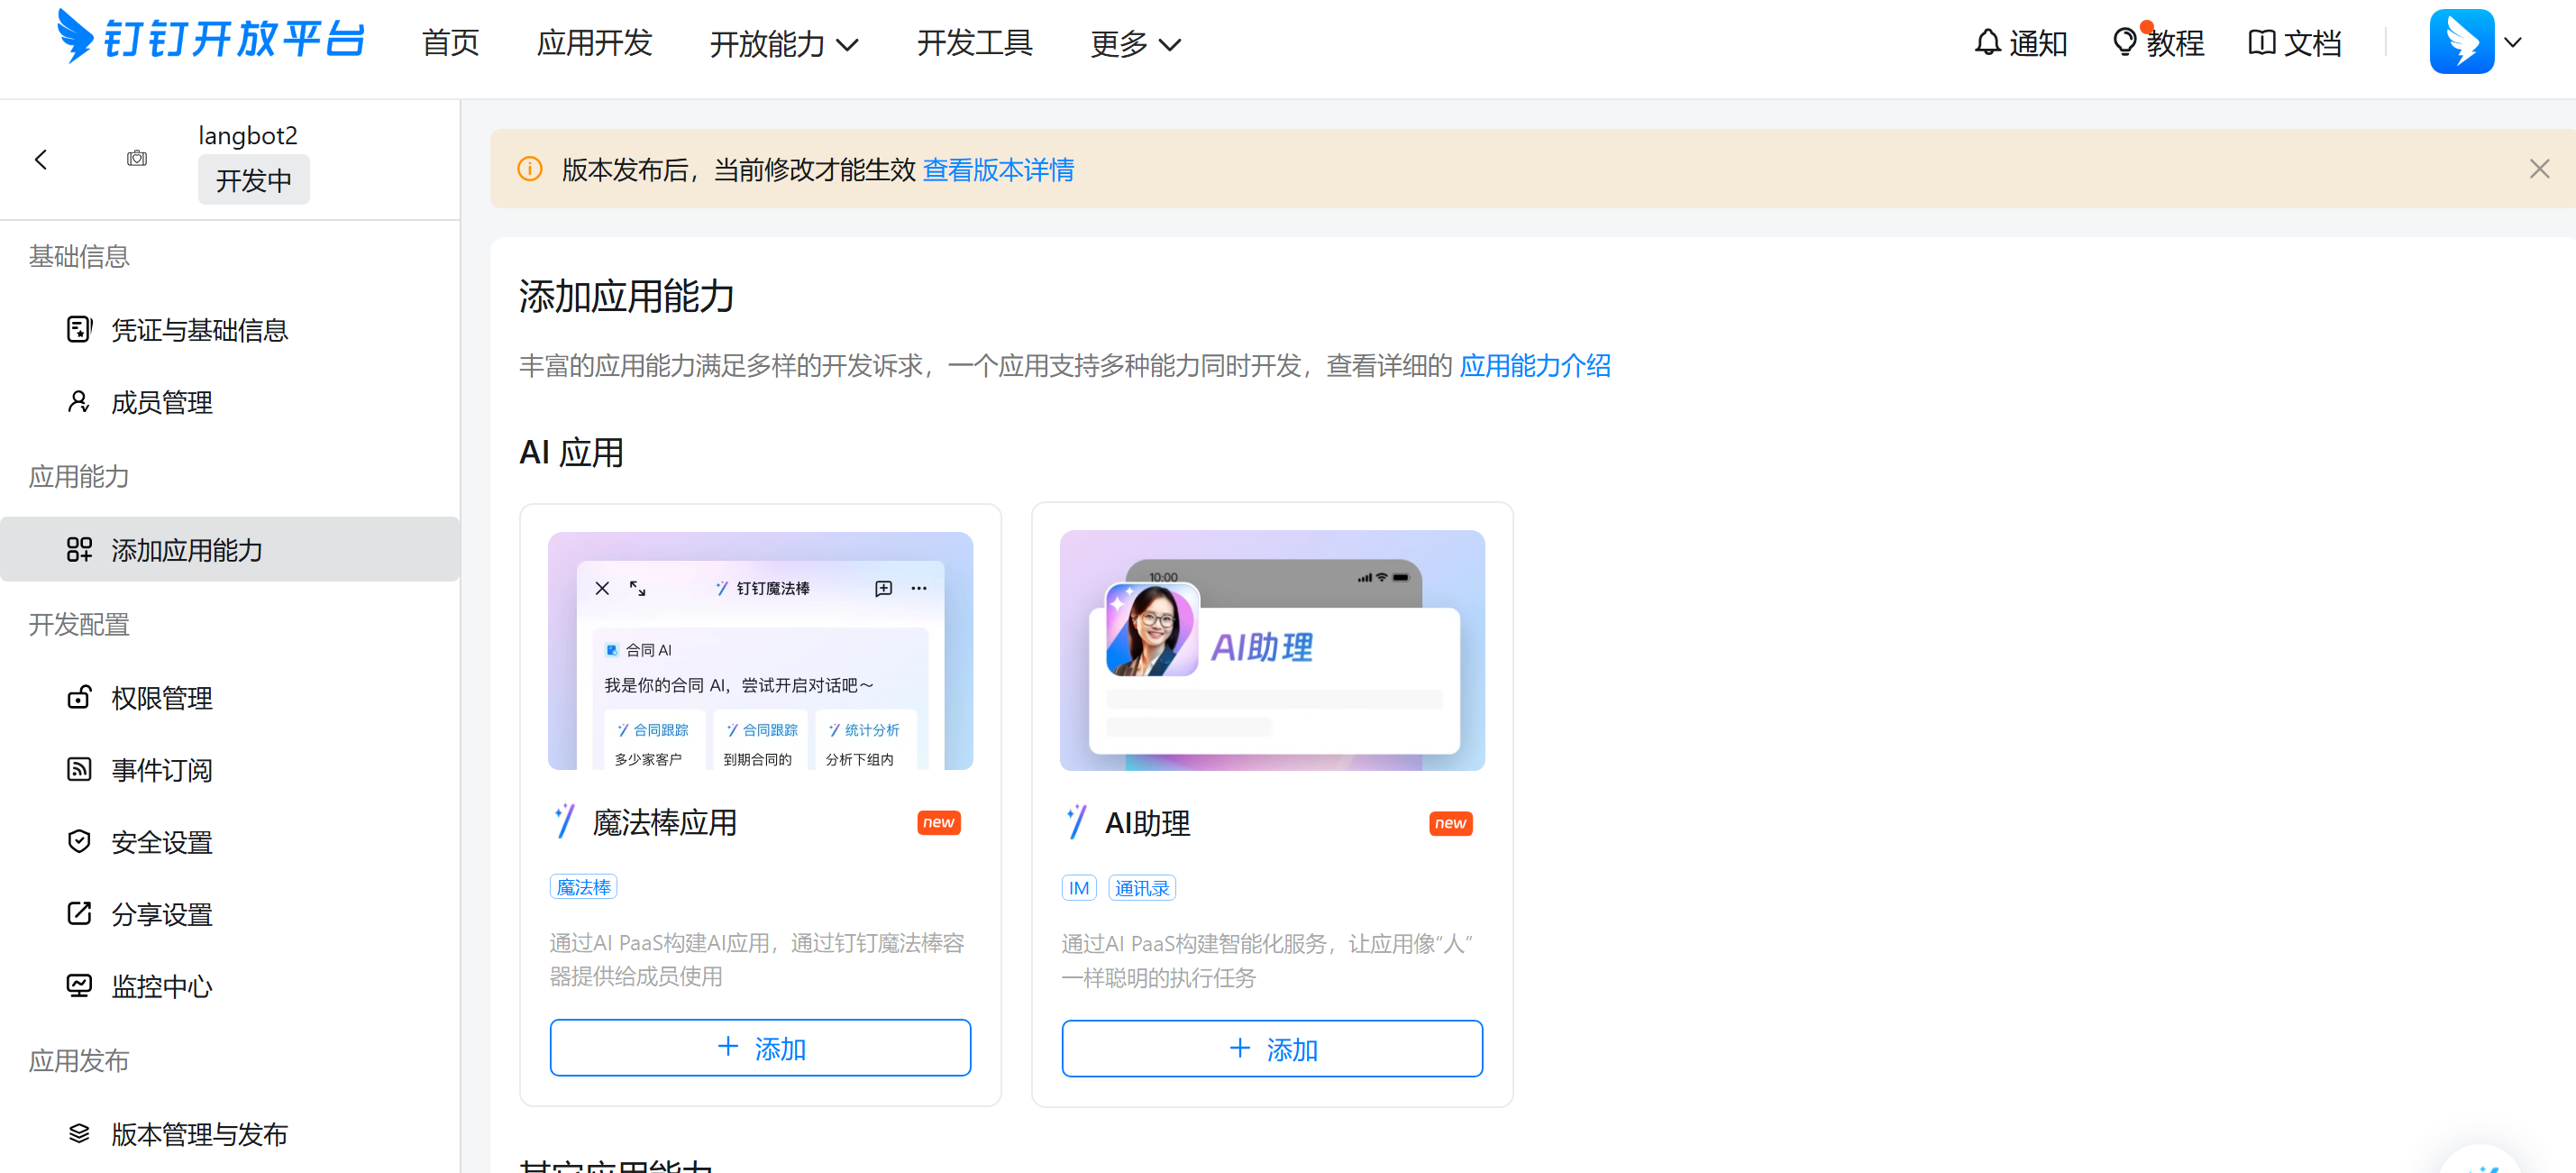 钉钉开放平台 首页 应用开发 开放能力 开发工具 更多 通知 教程 文档
langbot2
开发中
基础信息
凭证与基础信息
成员管理
应用能力
添加应用能力
开发配置
权限管理
事件订阅
安全设置
分享设置
监控中心
应用发布
版本管理与发布
版本发布后，当前修改才能生效 查看版本详情
添加应用能力
丰富的应用能力满足多样的开发诉求，一个应用支持多种能力同时开发，查看详细的 应用能力介绍
AI 应用
钉钉魔法棒
合同 AI
我是你的合同 AI，尝试开启对话吧～
合同跟踪 合同跟踪 统计分析
多少家客户 到期合同的 分析下组内
魔法棒应用 new
魔法棒
通过AI PaaS构建AI应用，通过钉钉魔法棒容
器提供给成员使用
+ 添加
10:00
AI助理
AI助理 new
IM 通讯录
通过AI PaaS构建智能化服务，让应用像“人”
一样聪明的执行任务
+ 添加
其它应用能力